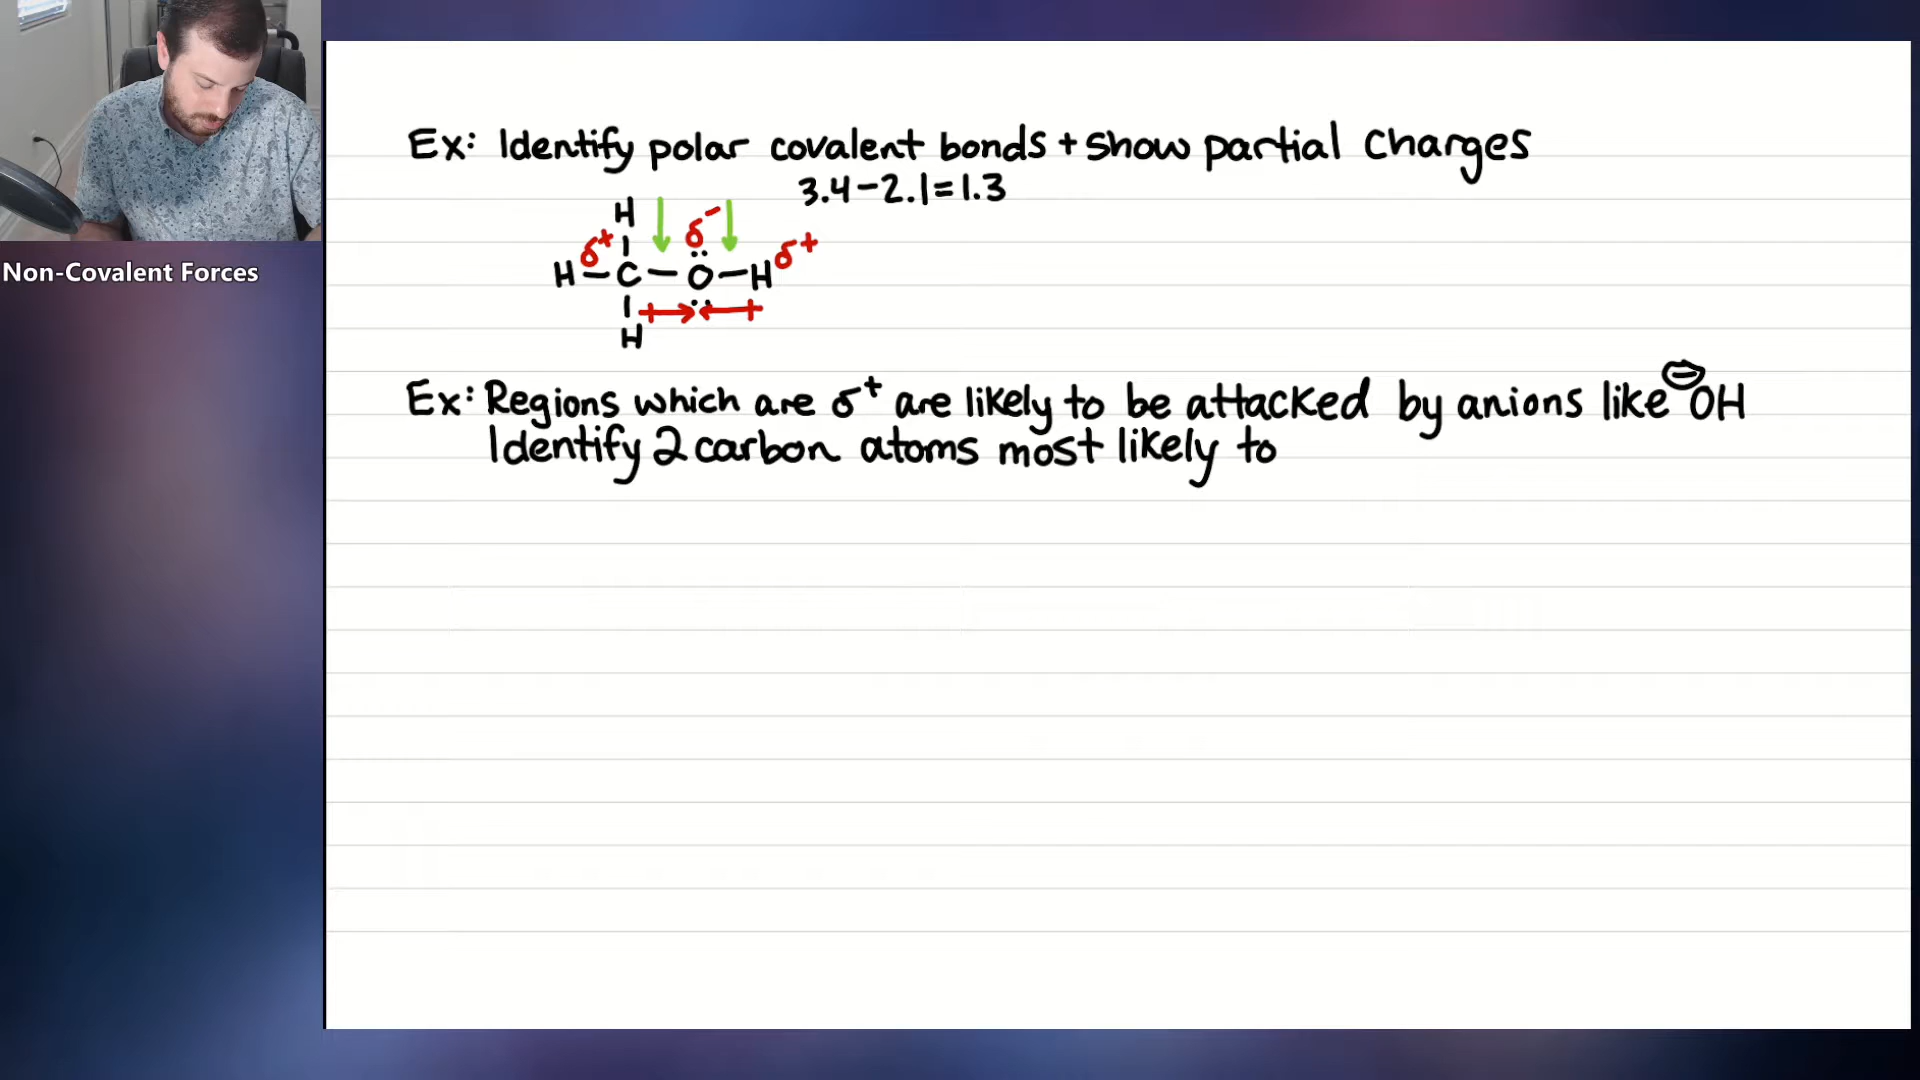 Ex: Identify polar covalent bonds + show partial charges
3.4-2.1=1.3
H
δ+ δ- δ+
H-C-O-H
H
Non-Covalent Forces
Ex: Regions which are δ+ are likely to be attacked by anions like ⊖OH
Identify 2 carbon atoms most likely to